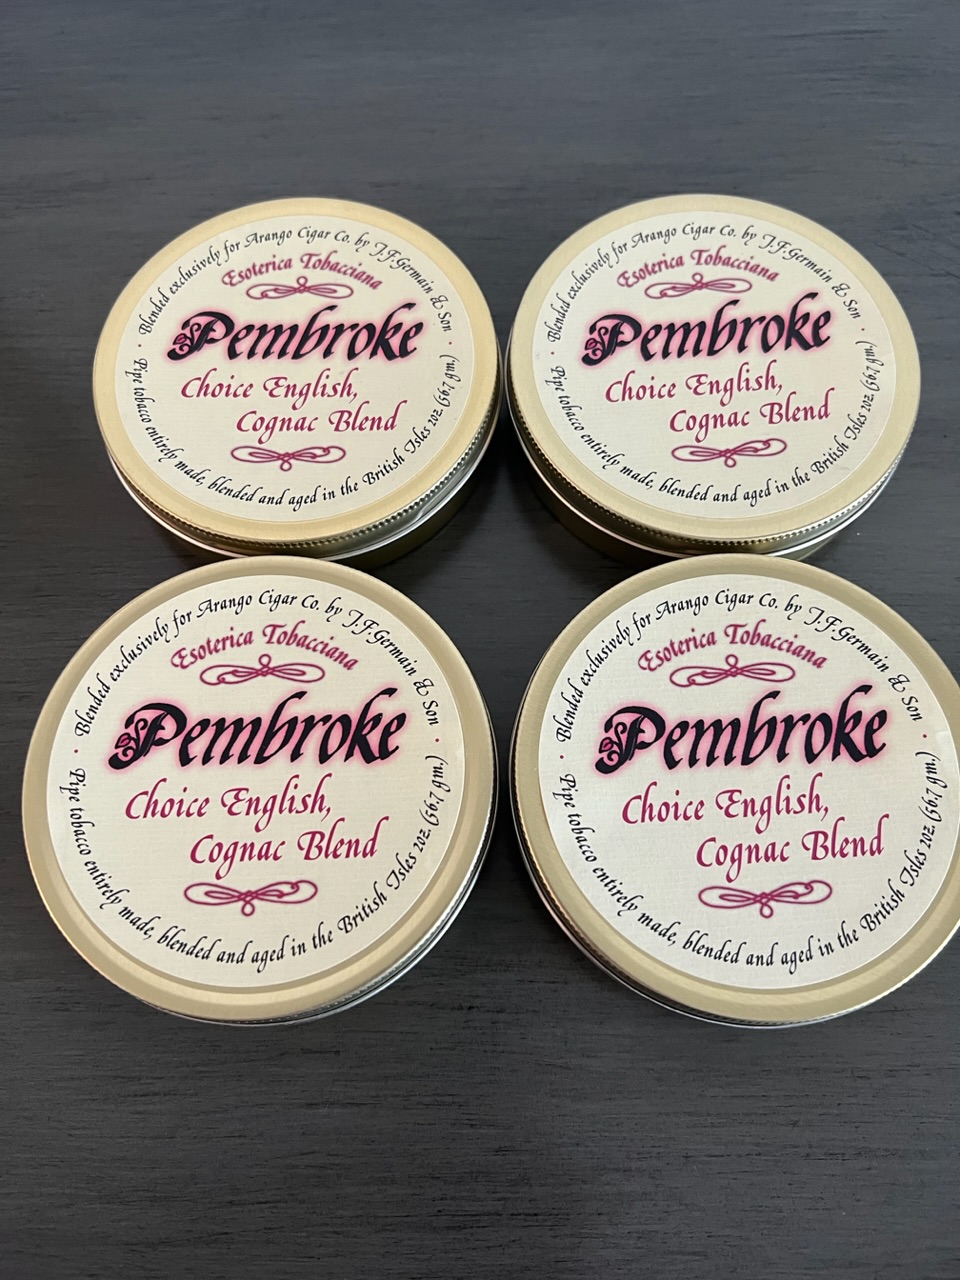 Blended exclusively for Arango Cigar Co. by J.F.Germain & Son
Esoterica Tobacciana
Pembroke
Choice English,
Cognac Blend
Pipe tobacco entirely made, blended and aged in the British Isles 2oz. (56.7 gm.)
Blended exclusively for Arango Cigar Co. by J.F.Germain & Son
Esoterica Tobacciana
Pembroke
Choice English,
Cognac Blend
Pipe tobacco entirely made, blended and aged in the British Isles 2oz. (56.7 gm.)
Blended exclusively for Arango Cigar Co. by J.F.Germain & Son
Esoterica Tobacciana
Pembroke
Choice English,
Cognac Blend
Pipe tobacco entirely made, blended and aged in the British Isles 2oz. (56.7 gm.)
Blended exclusively for Arango Cigar Co. by J.F.Germain & Son
Esoterica Tobacciana
Pembroke
Choice English,
Cognac Blend
Pipe tobacco entirely made, blended and aged in the British Isles 2oz. (56.7 gm.)